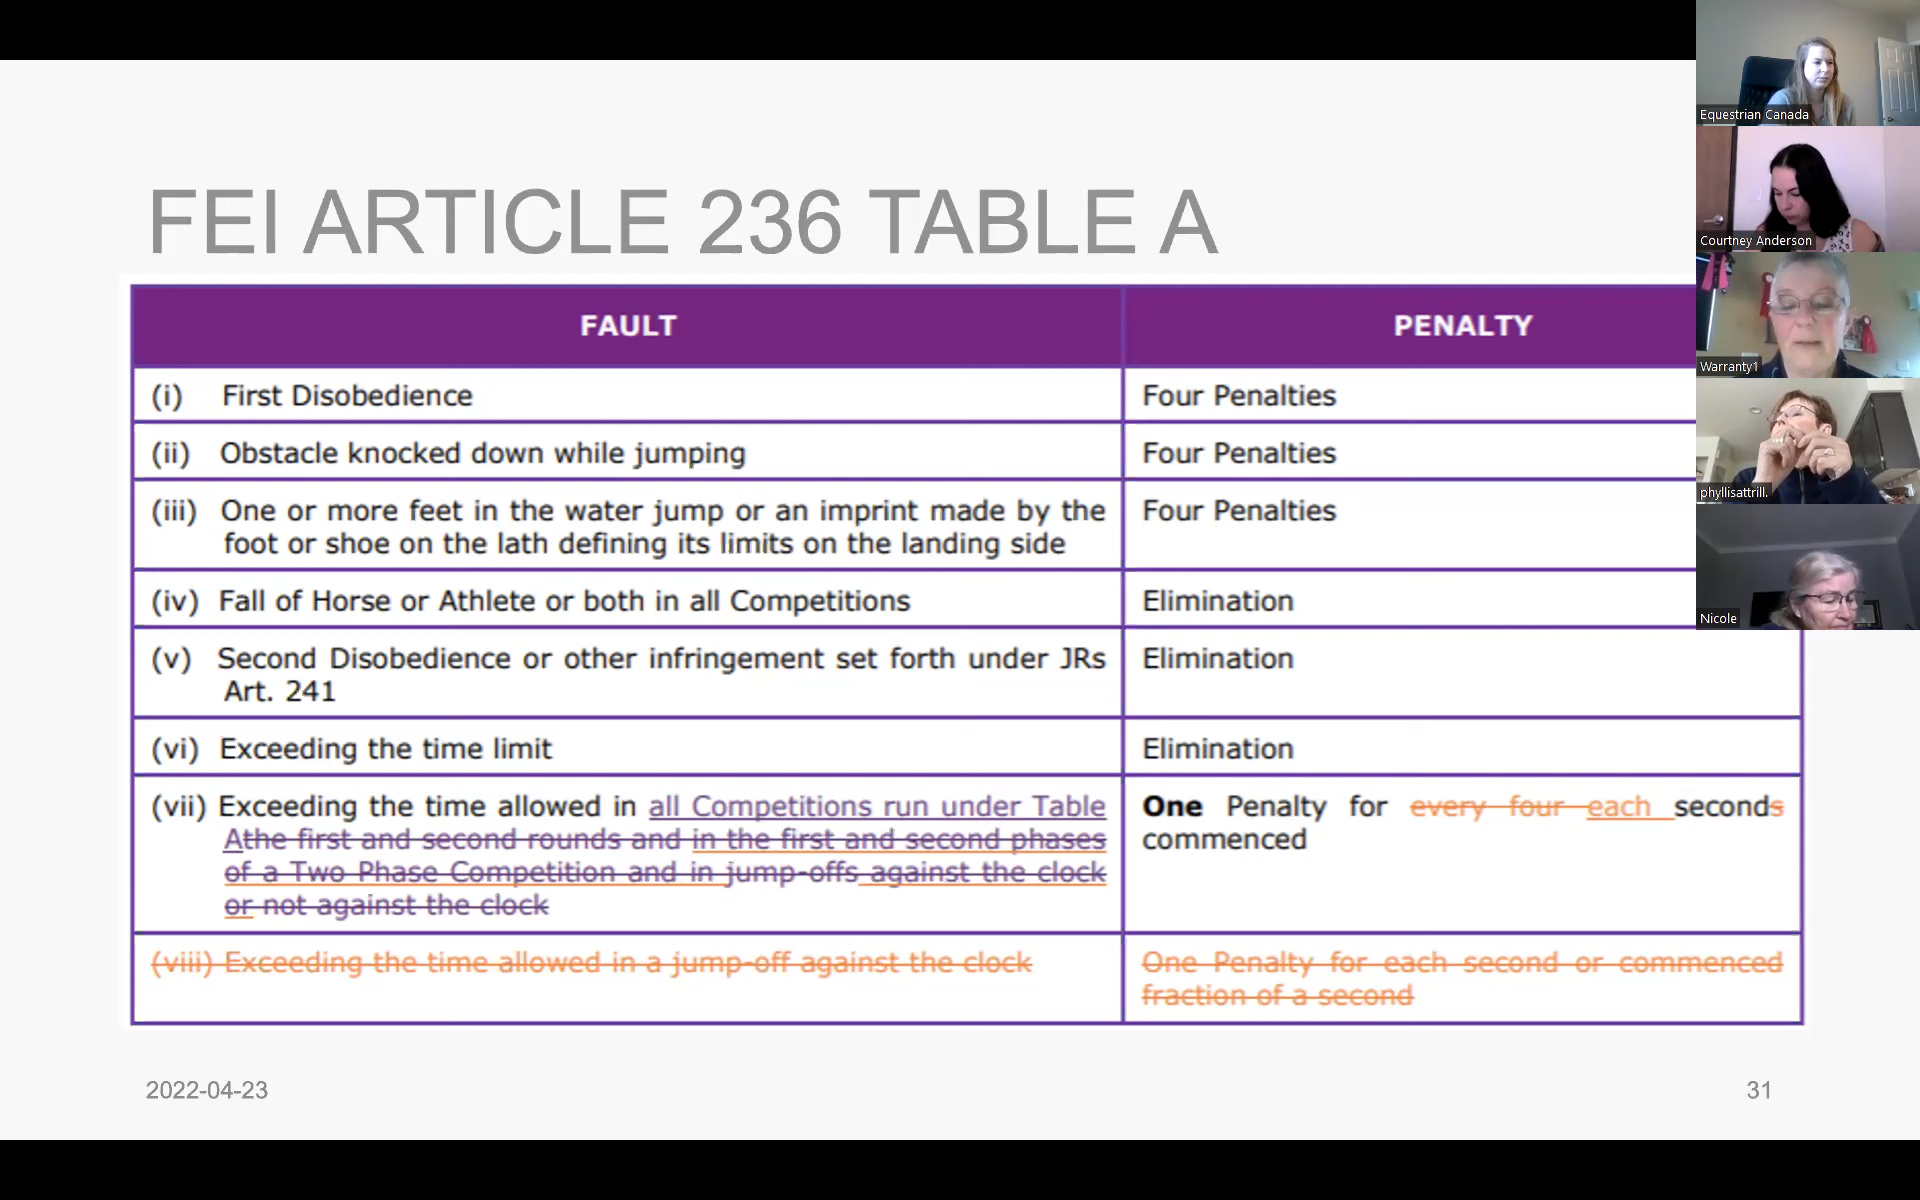 FEI ARTICLE 236 TABLE A
FAULT
PENALTY
(i) First Disobedience
Four Penalties
(ii) Obstacle knocked down while jumping
Four Penalties
(iii) One or more feet in the water jump or an imprint made by the
foot or shoe on the lath defining its limits on the landing side
Four Penalties
(iv) Fall of Horse or Athlete or both in all Competitions
Elimination
(v) Second Disobedience or other infringement set forth under JRs
Art. 241
Elimination
(vi) Exceeding the time limit
Elimination
(vii) Exceeding the time allowed in all Competitions run under Table
Athe first and second rounds and in the first and second phases
of a Two Phase Competition and in jump-offs against the clock
or not against the clock
One Penalty for every four each seconds
commenced
(viii) Exceeding the time allowed in a jump-off against the clock
One Penalty for each second or commenced
fraction of a second
2022-04-23
31
Equestrian Canada
Courtney Anderson
Warranty1
phyllisattrill.
Nicole